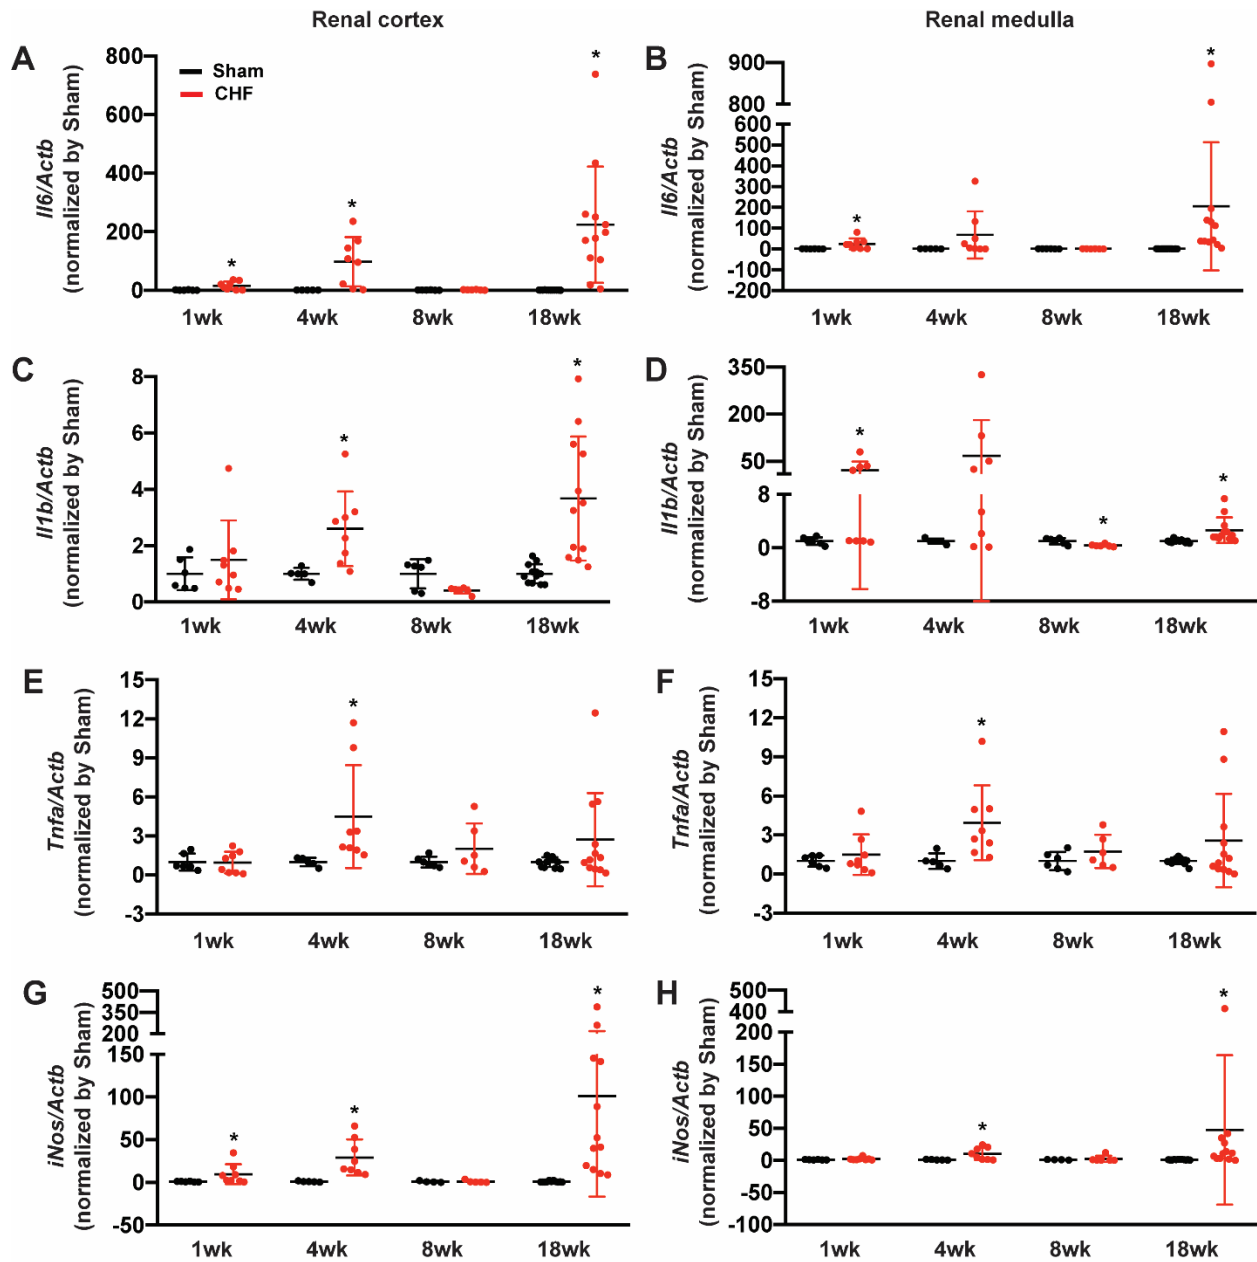 Renal cortex
Renal medulla
A
Il6/Actb
(normalized by Sham)
800
600
400
200
0
Sham
CHF
*
*
*
1wk
4wk
8wk
18wk
B
Il6/Actb
(normalized by Sham)
900
800
600
500
400
300
200
100
0
-100
-200
*
*
1wk
4wk
8wk
18wk
C
Il1b/Actb
(normalized by Sham)
8
6
4
2
0
*
*
1wk
4wk
8wk
18wk
D
Il1b/Actb
(normalized by Sham)
350
200
50
8
0
-8
*
*
*
1wk
4wk
8wk
18wk
E
Tnfa/Actb
(normalized by Sham)
15
12
9
6
3
0
-3
*
1wk
4wk
8wk
18wk
F
Tnfa/Actb
(normalized by Sham)
15
12
9
6
3
0
-3
*
1wk
4wk
8wk
18wk
G
iNos/Actb
(normalized by Sham)
500
350
200
150
100
50
0
-50
*
*
*
1wk
4wk
8wk
18wk
H
iNos/Actb
(normalized by Sham)
500
400
200
150
100
50
0
-50
-100
*
*
1wk
4wk
8wk
18wk